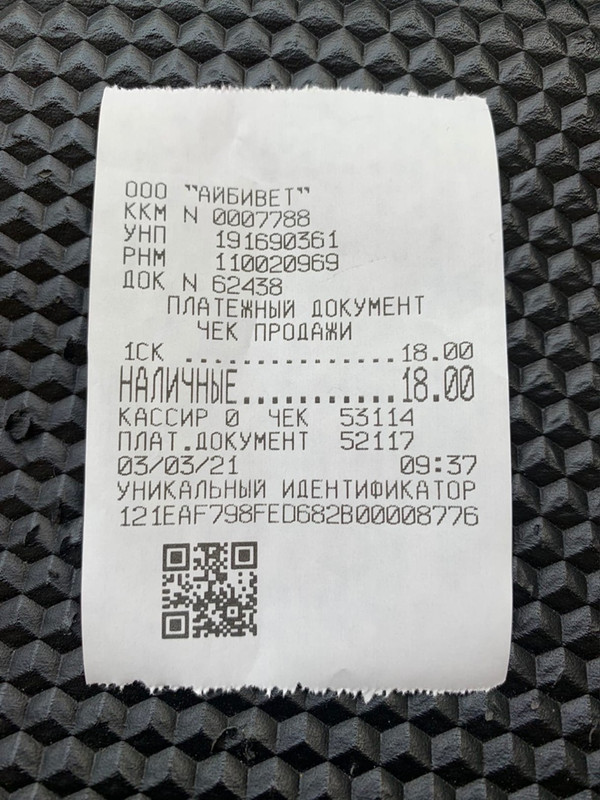 ООО "АЙБИВЕТ"
ККМ N 0007788
УНП 191690361
РНМ 110020969
ДОК N 62438
ПЛАТЕЖНЫЙ ДОКУМЕНТ
ЧЕК ПРОДАЖИ
1СК ...............18.00
НАЛИЧНЫЕ............18.00
КАССИР 0 ЧЕК 53114
ПЛАТ.ДОКУМЕНТ 52117
03/03/21 09:37
УНИКАЛЬНЫЙ ИДЕНТИФИКАТОР
121EAF798FED682B00008776